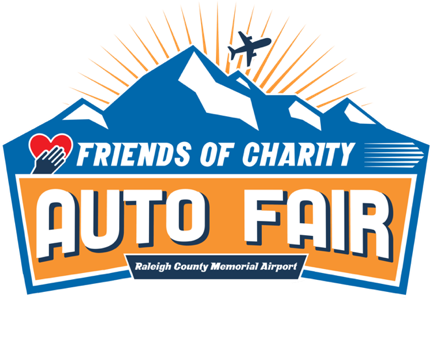 FRIENDS OF CHARITY
AUTO FAIR
Raleigh County Memorial Airport